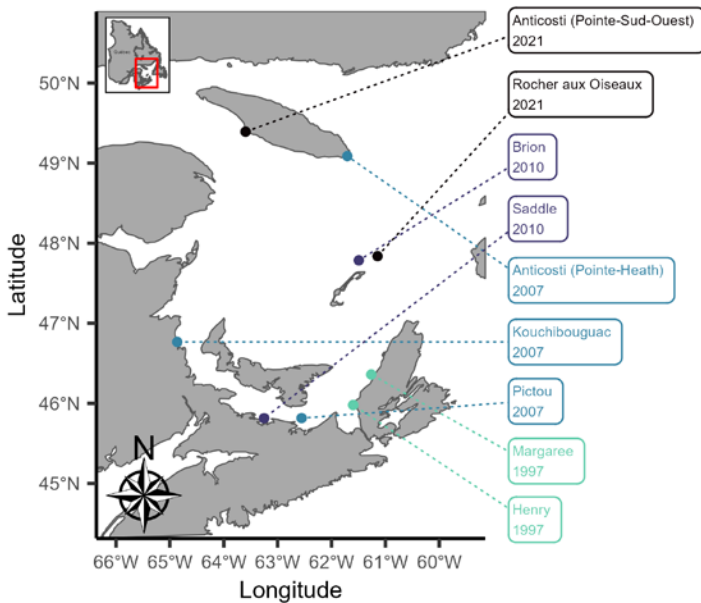 Québec
50°N
49°N
48°N
47°N
46°N
45°N
Latitude
N
66°W 65°W 64°W 63°W 62°W 61°W 60°W
Longitude
Anticosti (Pointe-Sud-Ouest)
2021
Rocher aux Oiseaux
2021
Brion
2010
Saddle
2010
Anticosti (Pointe-Heath)
2007
Kouchibouguac
2007
Pictou
2007
Margaree
1997
Henry
1997